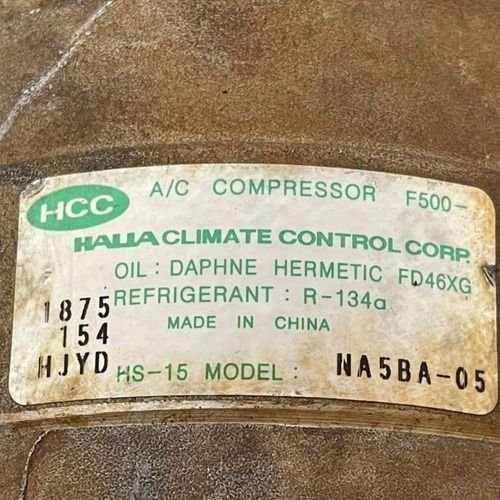 HCC
A/C COMPRESSOR F500-
HALLA CLIMATE CONTROL CORP.
OIL : DAPHNE HERMETIC FD46XG
REFRIGERANT : R-134a
MADE IN CHINA
HS-15 MODEL : NA5BA-05
1875
154
HJYD